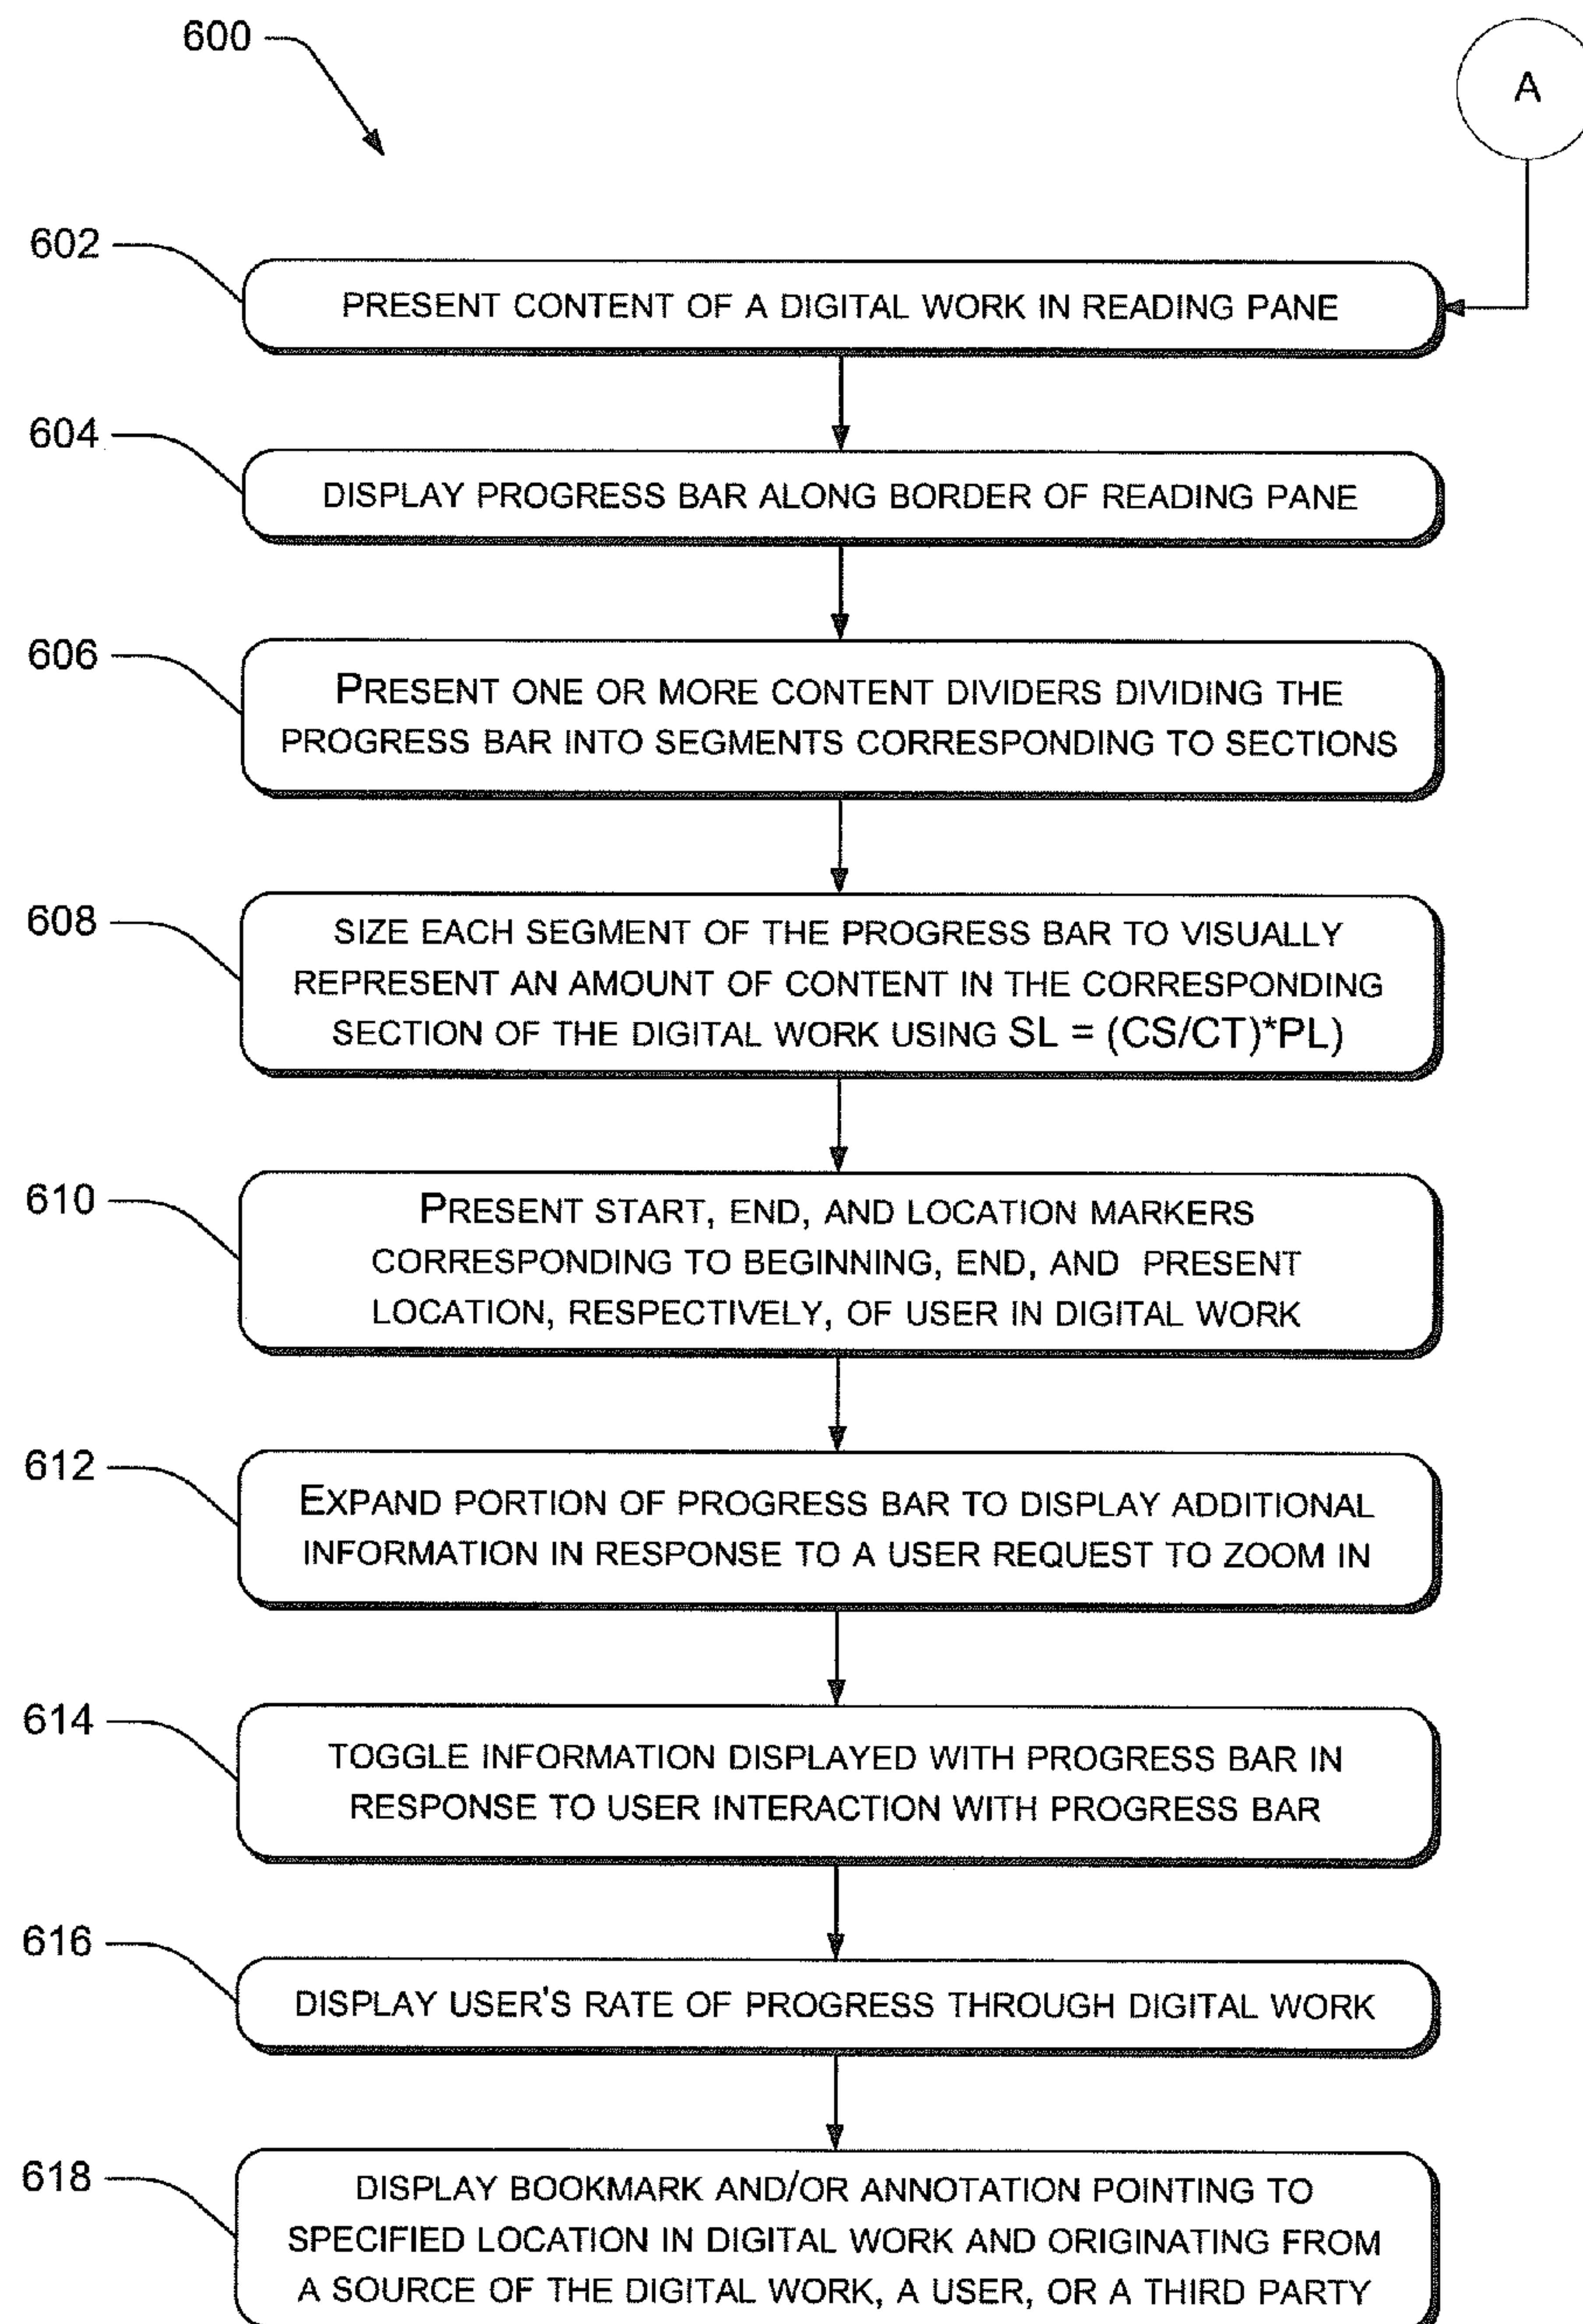 600
A
602
PRESENT CONTENT OF A DIGITAL WORK IN READING PANE
604
DISPLAY PROGRESS BAR ALONG BORDER OF READING PANE
606
PRESENT ONE OR MORE CONTENT DIVIDERS DIVIDING THE
PROGRESS BAR INTO SEGMENTS CORRESPONDING TO SECTIONS
608
SIZE EACH SEGMENT OF THE PROGRESS BAR TO VISUALLY
REPRESENT AN AMOUNT OF CONTENT IN THE CORRESPONDING
SECTION OF THE DIGITAL WORK USING SL = (CS/CT)*PL)
610
PRESENT START, END, AND LOCATION MARKERS
CORRESPONDING TO BEGINNING, END, AND PRESENT
LOCATION, RESPECTIVELY, OF USER IN DIGITAL WORK
612
EXPAND PORTION OF PROGRESS BAR TO DISPLAY ADDITIONAL
INFORMATION IN RESPONSE TO A USER REQUEST TO ZOOM IN
614
TOGGLE INFORMATION DISPLAYED WITH PROGRESS BAR IN
RESPONSE TO USER INTERACTION WITH PROGRESS BAR
616
DISPLAY USER'S RATE OF PROGRESS THROUGH DIGITAL WORK
618
DISPLAY BOOKMARK AND/OR ANNOTATION POINTING TO
SPECIFIED LOCATION IN DIGITAL WORK AND ORIGINATING FROM
A SOURCE OF THE DIGITAL WORK, A USER, OR A THIRD PARTY